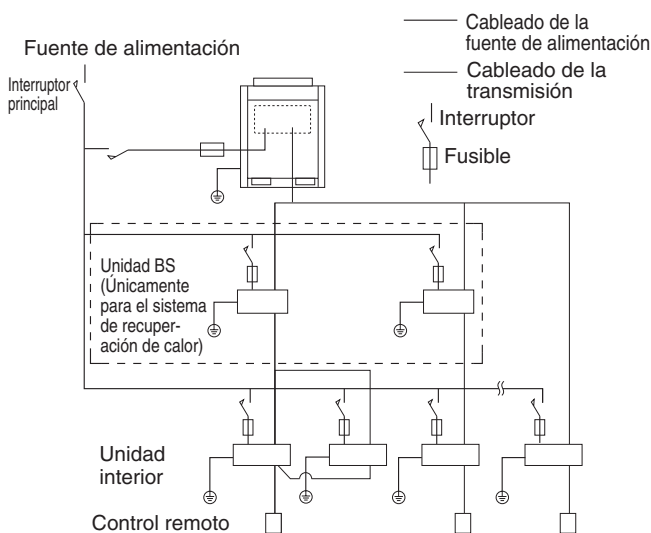 Cableado de la
fuente de alimentación
Cableado de la
transmisión
Interruptor
Fusible
Fuente de alimentación
Interruptor
principal
Unidad BS
(Únicamente
para el sistema
de recuper-
ación de calor)
Unidad
interior
Control remoto